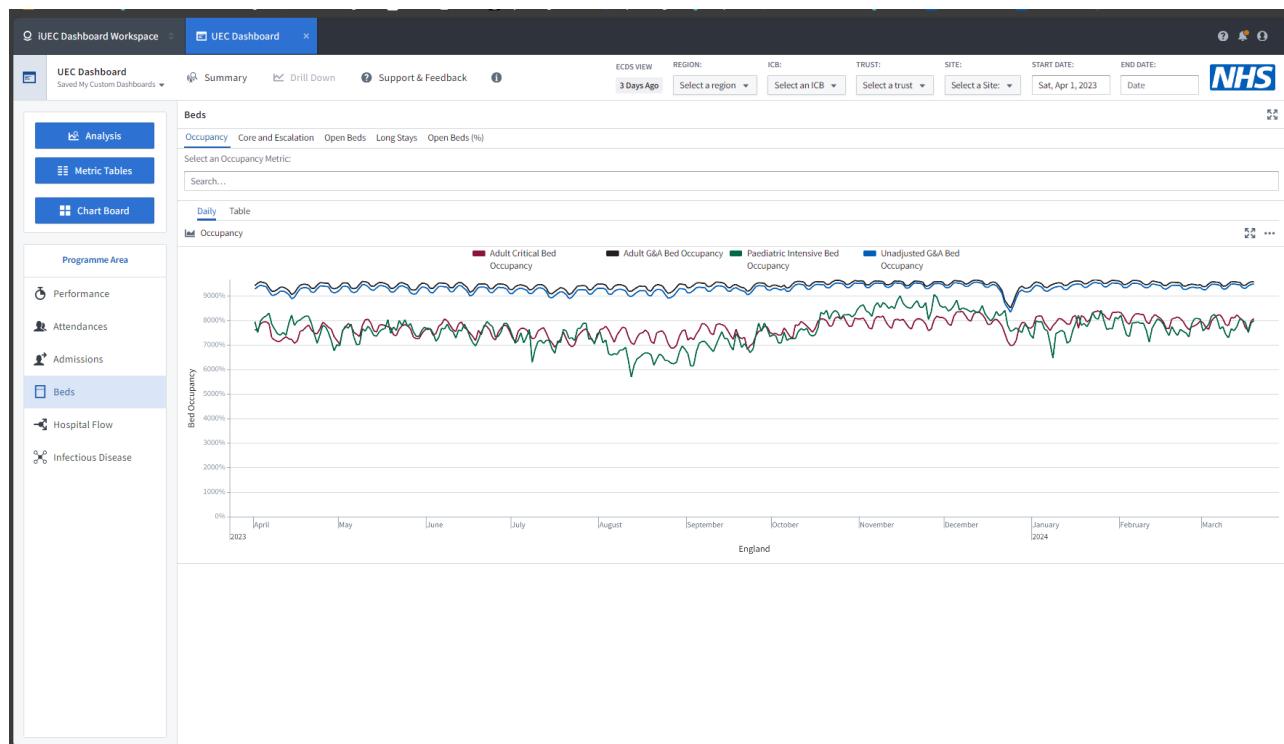 iUEC Dashboard Workspace
UEC Dashboard
×
UEC Dashboard
Saved My Custom Dashboards
Summary
Drill Down
Support & Feedback
ECDS VIEW
3 Days Ago
REGION:
Select a region
ICB:
Select an ICB
TRUST:
Select a trust
SITE:
Select a Site:
START DATE:
Sat, Apr 1, 2023
END DATE:
Date
NHS
Analysis
Metric Tables
Chart Board
Programme Area
Performance
Attendances
Admissions
Beds
Hospital Flow
Infectious Disease
Beds
Occupancy Core and Escalation Open Beds Long Stays Open Beds (%)
Select an Occupancy Metric:
Search...
Daily Table
Occupancy
Adult Critical Bed
Occupancy
Adult G&A Bed Occupancy
Paediatric Intensive Bed
Occupancy
Unadjusted G&A Bed
Occupancy
Bed Occupancy
9000%
8000%
7000%
6000%
5000%
4000%
3000%
2000%
1000%
0%
April May June July August September October November December January February March
2023 2024
England